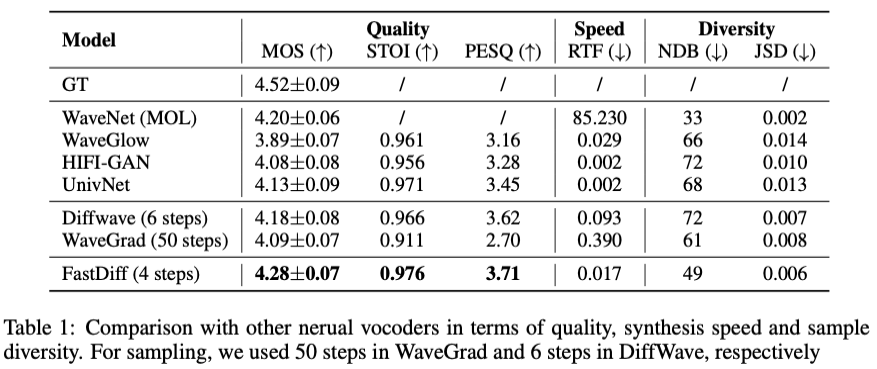 Model Quality Speed Diversity
MOS (↑) STOI (↑) PESQ (↑) RTF (↓) NDB (↓) JSD (↓)
GT 4.52±0.09 / / / / /
WaveNet (MOL) 4.20±0.06 / / 85.230 33 0.002
WaveGlow 3.89±0.07 0.961 3.16 0.029 66 0.014
HIFI-GAN 4.08±0.08 0.956 3.28 0.002 72 0.010
UnivNet 4.13±0.09 0.971 3.45 0.002 68 0.013
Diffwave (6 steps) 4.18±0.08 0.966 3.62 0.093 72 0.007
WaveGrad (50 steps) 4.09±0.07 0.911 2.70 0.390 61 0.008
FastDiff (4 steps) 4.28±0.07 0.976 3.71 0.017 49 0.006
Table 1: Comparison with other nerual vocoders in terms of quality, synthesis speed and sample
diversity. For sampling, we used 50 steps in WaveGrad and 6 steps in DiffWave, respectively